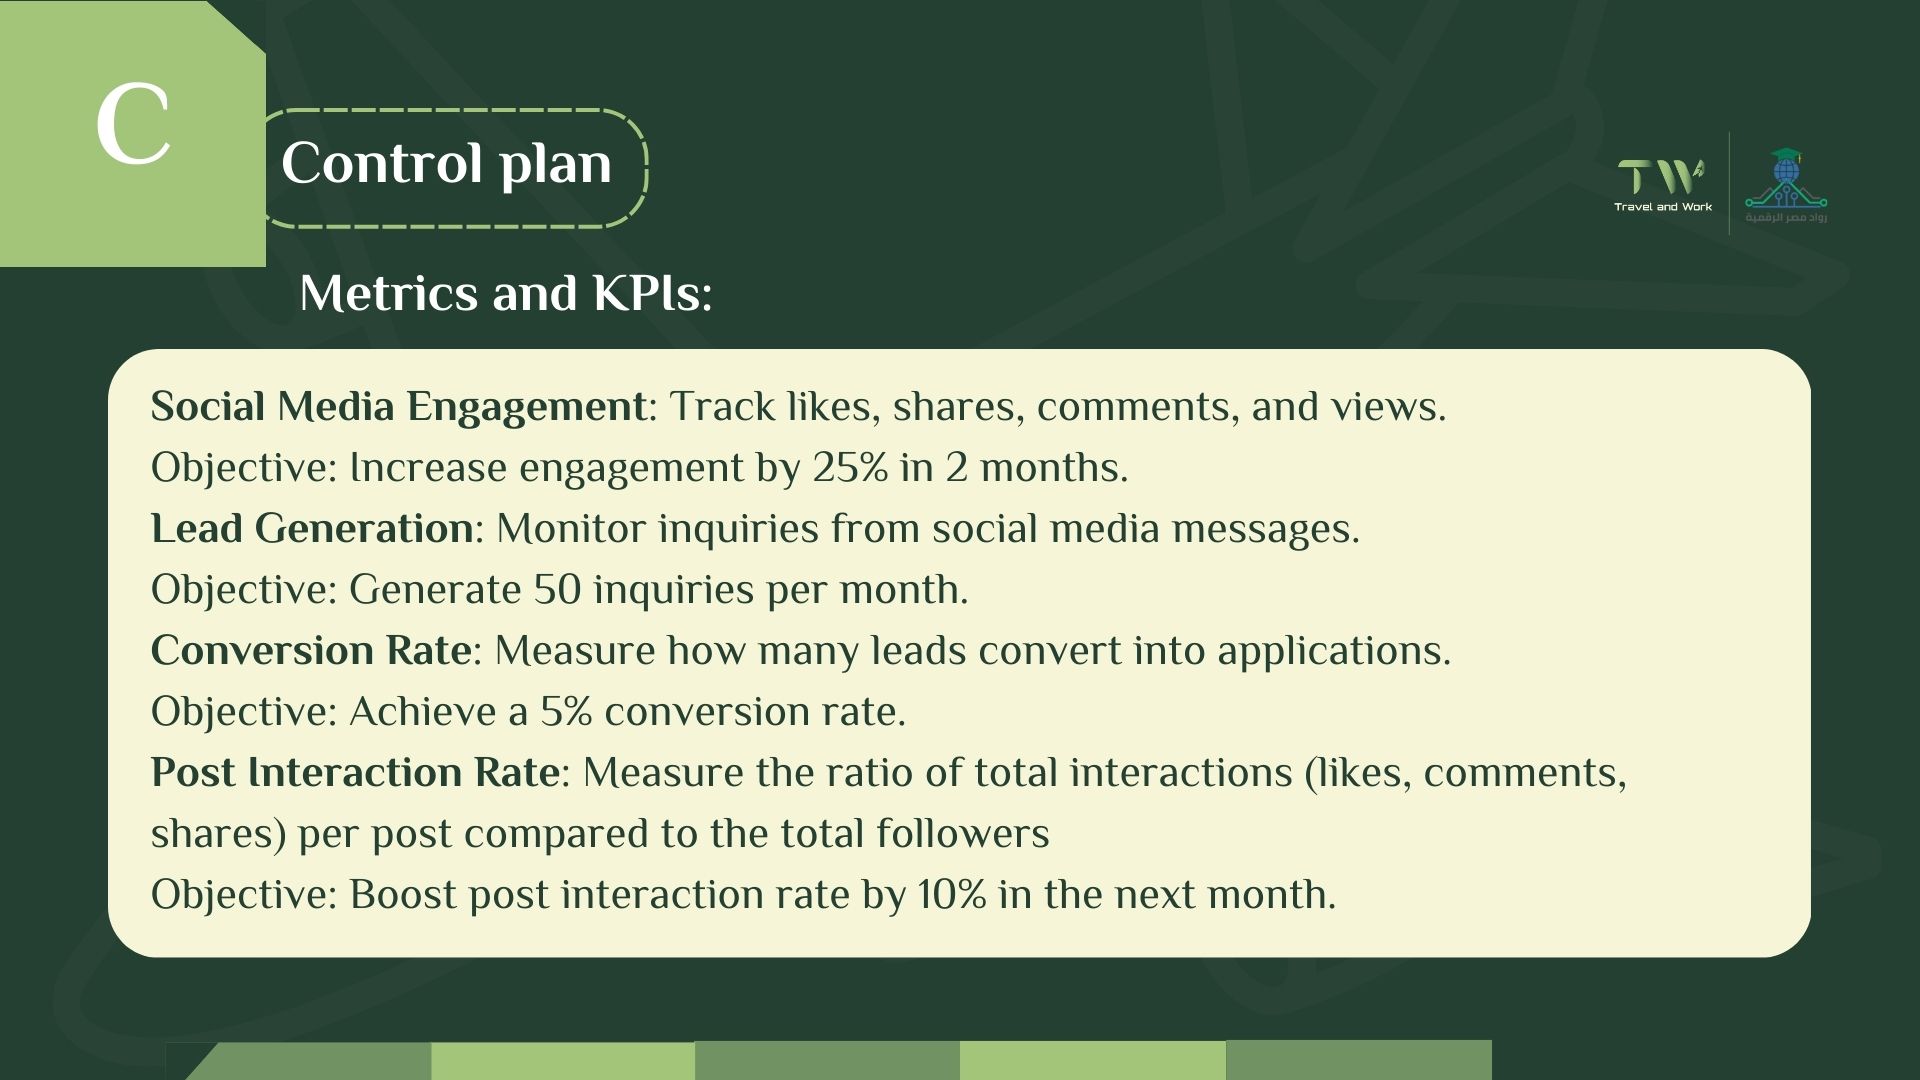 C
Control plan
TW
Travel and Work
رواد مصر الرقمية
Metrics and KPIs:
Social Media Engagement: Track likes, shares, comments, and views.
Objective: Increase engagement by 25% in 2 months.
Lead Generation: Monitor inquiries from social media messages.
Objective: Generate 50 inquiries per month.
Conversion Rate: Measure how many leads convert into applications.
Objective: Achieve a 5% conversion rate.
Post Interaction Rate: Measure the ratio of total interactions (likes, comments,
shares) per post compared to the total followers
Objective: Boost post interaction rate by 10% in the next month.